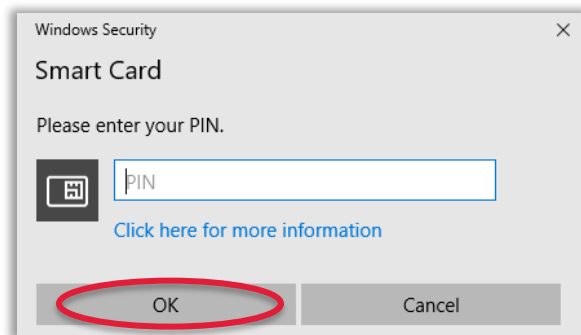 Windows Security
Smart Card
Please enter your PIN.
PIN
Click here for more information
OK Cancel